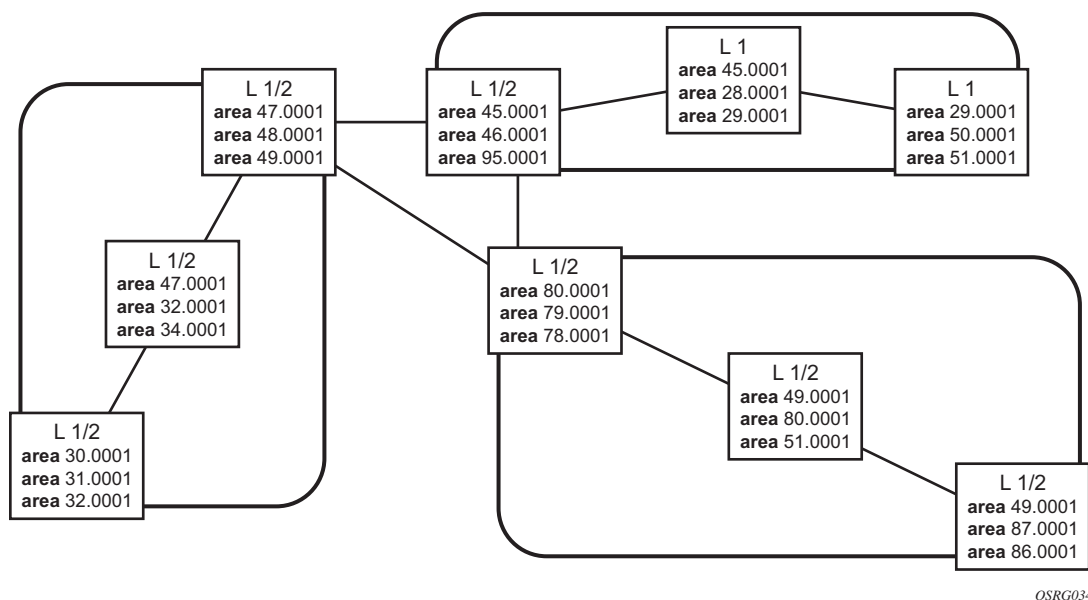 L 1/2
area 47.0001
area 48.0001
area 49.0001
L 1/2
area 45.0001
area 46.0001
area 95.0001
L 1
area 45.0001
area 28.0001
area 29.0001
L 1
area 29.0001
area 50.0001
area 51.0001
L 1/2
area 47.0001
area 32.0001
area 34.0001
L 1/2
area 30.0001
area 31.0001
area 32.0001
L 1/2
area 80.0001
area 79.0001
area 78.0001
L 1/2
area 49.0001
area 80.0001
area 51.0001
L 1/2
area 49.0001
area 87.0001
area 86.0001